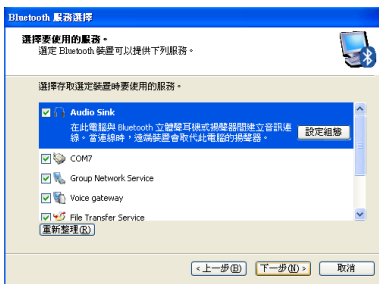 Bluetooth 服務選擇
選擇要使用的服務。
選定 Bluetooth 裝置可以提供下列服務。
選擇存取選定裝置時要使用的服務。
Audio Sink
在此電腦與 Bluetooth 立體聲耳機或揚聲器間建立音訊連
線。當連線時，遠端裝置會取代此電腦的揚聲器。
設定組態
COM7
Group Network Service
Voice gateway
File Transfer Service
重新整理(R)
<上一步(B)
下一步(N)>
取消